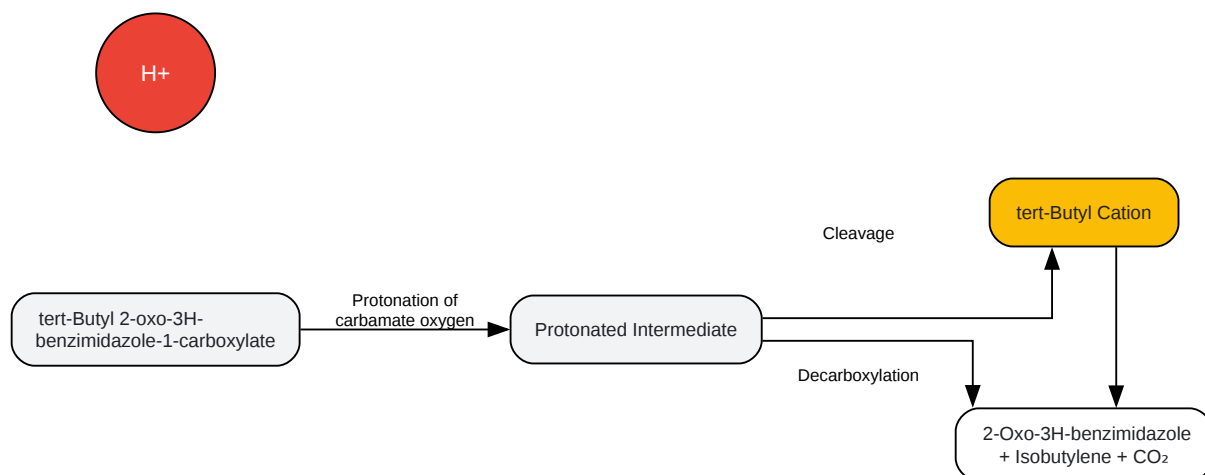 H+
tert-Butyl Cation
Cleavage
tert-Butyl 2-oxo-3H-
benzimidazole-1-carboxylate
Protonation of
carbamate oxygen
Protonated Intermediate
Decarboxylation
2-Oxo-3H-benzimidazole
+ Isobutylene + CO₂